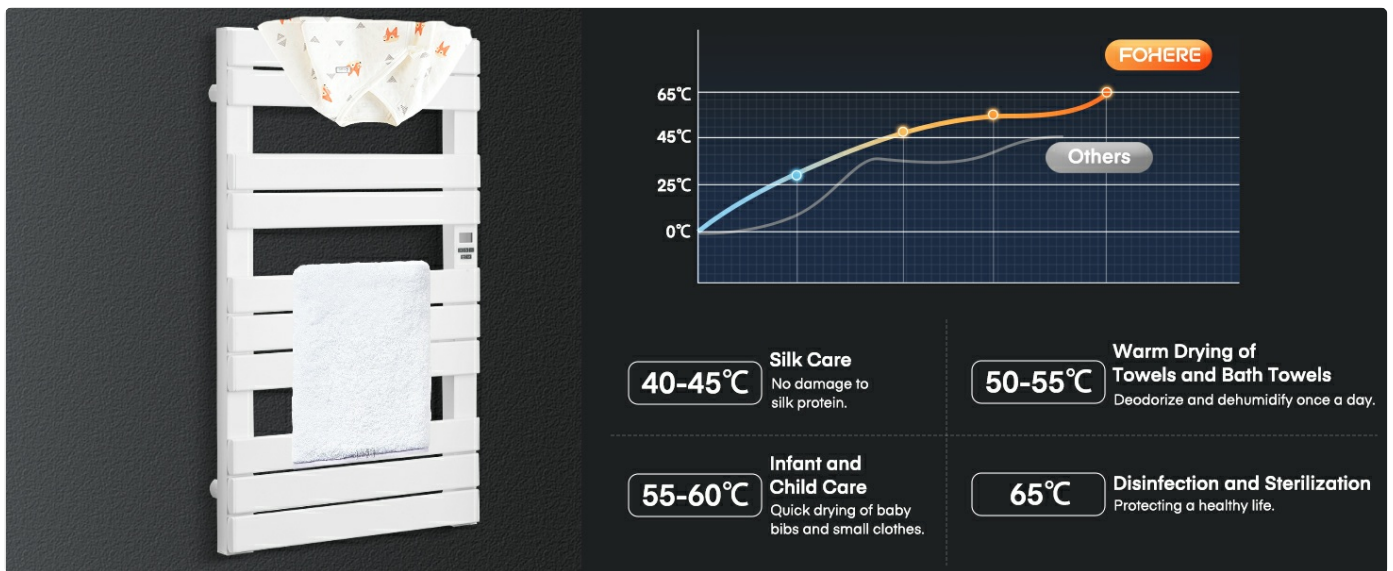 FOHERE
65℃
45℃
Others
25℃
0℃
40-45℃
Silk Care
No damage to
silk protein.
50-55℃
Warm Drying of
Towels and Bath Towels
Deodorize and dehumidify once a day.
55-60℃
Infant and
Child Care
Quick drying of baby
bibs and small clothes.
65℃
Disinfection and Sterilization
Protecting a healthy life.